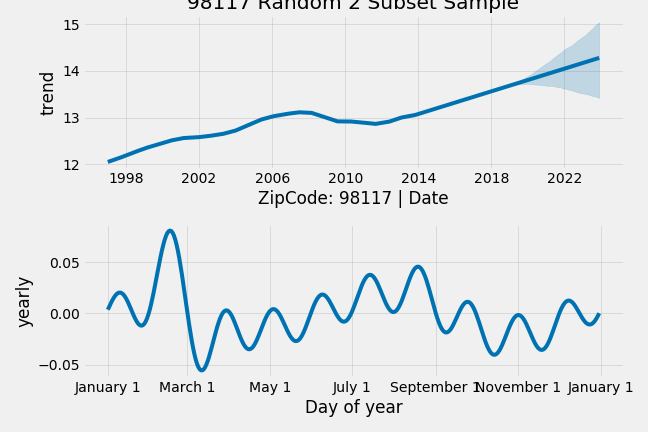 98117 Random 2 Subset Sample
15
14
13
12
trend
1998 2002 2006 2010 2014 2018 2022
ZipCode: 98117 | Date
0.05
0.00
−0.05
yearly
January 1 March 1 May 1 July 1 September 1 November 1 January 1
Day of year